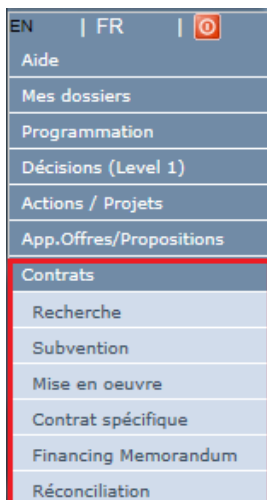 EN | FR |
Aide
Mes dossiers
Programmation
Décisions (Level 1)
Actions / Projets
App.Offres/Propositions
Contrats
Recherche
Subvention
Mise en oeuvre
Contrat spécifique
Financing Memorandum
Réconciliation